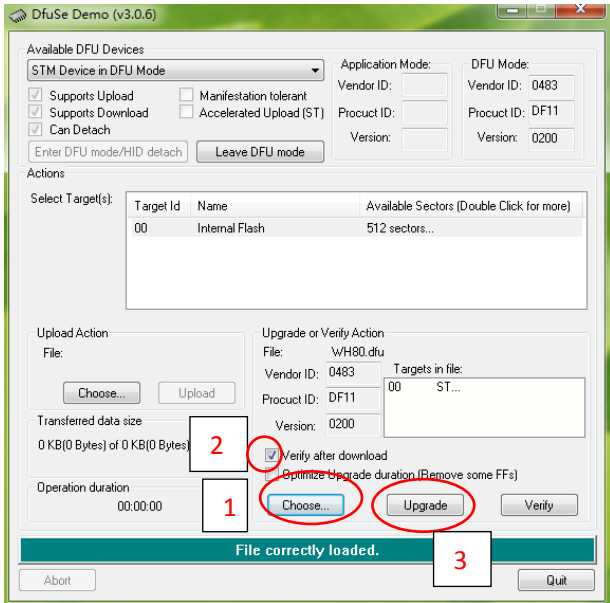 DfuSe Demo (v3.0.6)
Available DFU Devices
STM Device in DFU Mode
Supports Upload
Manifestation tolerant
Supports Download
Accelerated Upload (ST)
Can Detach
Enter DFU mode/HID detach
Leave DFU mode
Application Mode:
Vendor ID:
Procuct ID:
Version:
DFU Mode:
Vendor ID: 0483
Procuct ID: DF11
Version: 0200
Actions
Select Target(s):
Target Id Name Available Sectors (Double Click for more)
00 Internal Flash 512 sectors...
Upload Action
File:
Choose... Upload
Transferred data size
0 KB(0 Bytes) of 0 KB(0 Bytes)
Operation duration
00:00:00
Upgrade or Verify Action
File: WH80.dfu
Vendor ID: 0483
Procuct ID: DF11
Version: 0200
Targets in file:
00 ST...
2
Verify after download
Optimize Upgrade duration (Remove some FFs)
1
Choose... Upgrade Verify
File correctly loaded.
3
Abort Quit